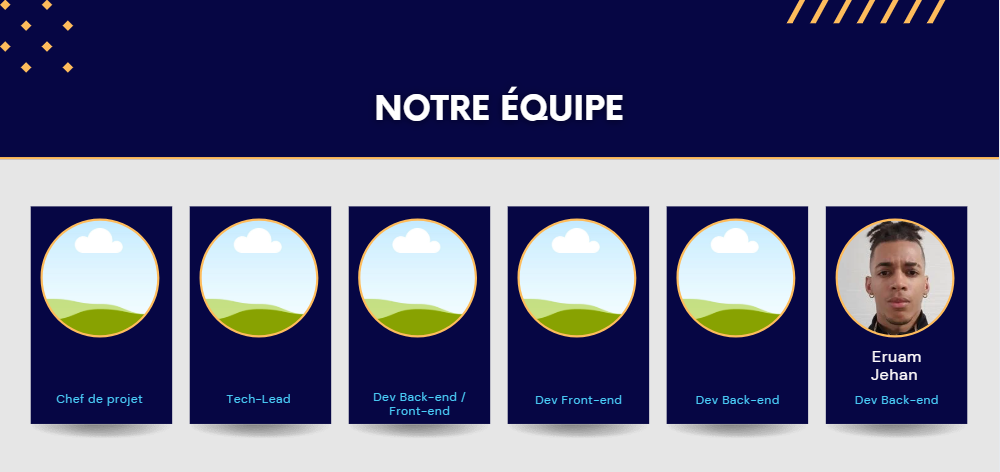 NOTRE ÉQUIPE
Chef de projet
Tech-Lead
Dev Back-end /
Front-end
Dev Front-end
Dev Back-end
Eruam
Jehan
Dev Back-end